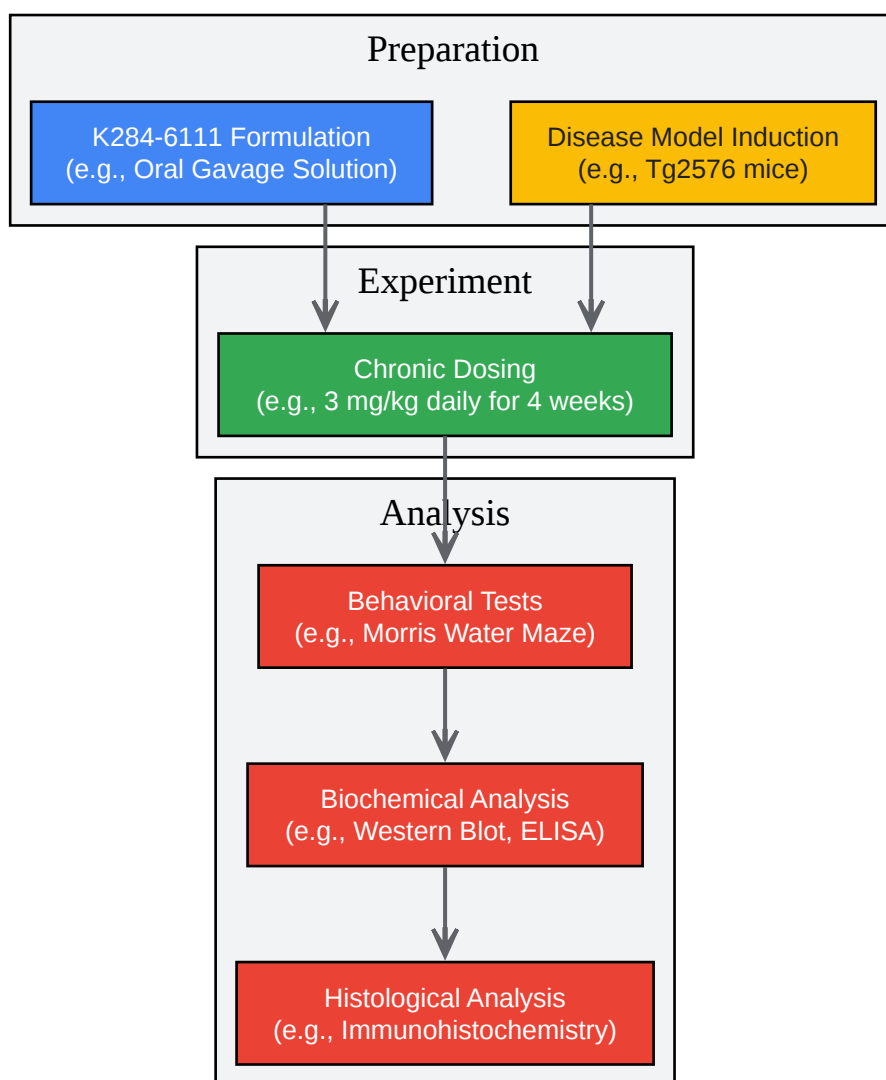 Preparation
K284-6111 Formulation
(e.g., Oral Gavage Solution)
Disease Model Induction
(e.g., Tg2576 mice)
Experiment
Chronic Dosing
(e.g., 3 mg/kg daily for 4 weeks)
Analysis
Behavioral Tests
(e.g., Morris Water Maze)
Biochemical Analysis
(e.g., Western Blot, ELISA)
Histological Analysis
(e.g., Immunohistochemistry)